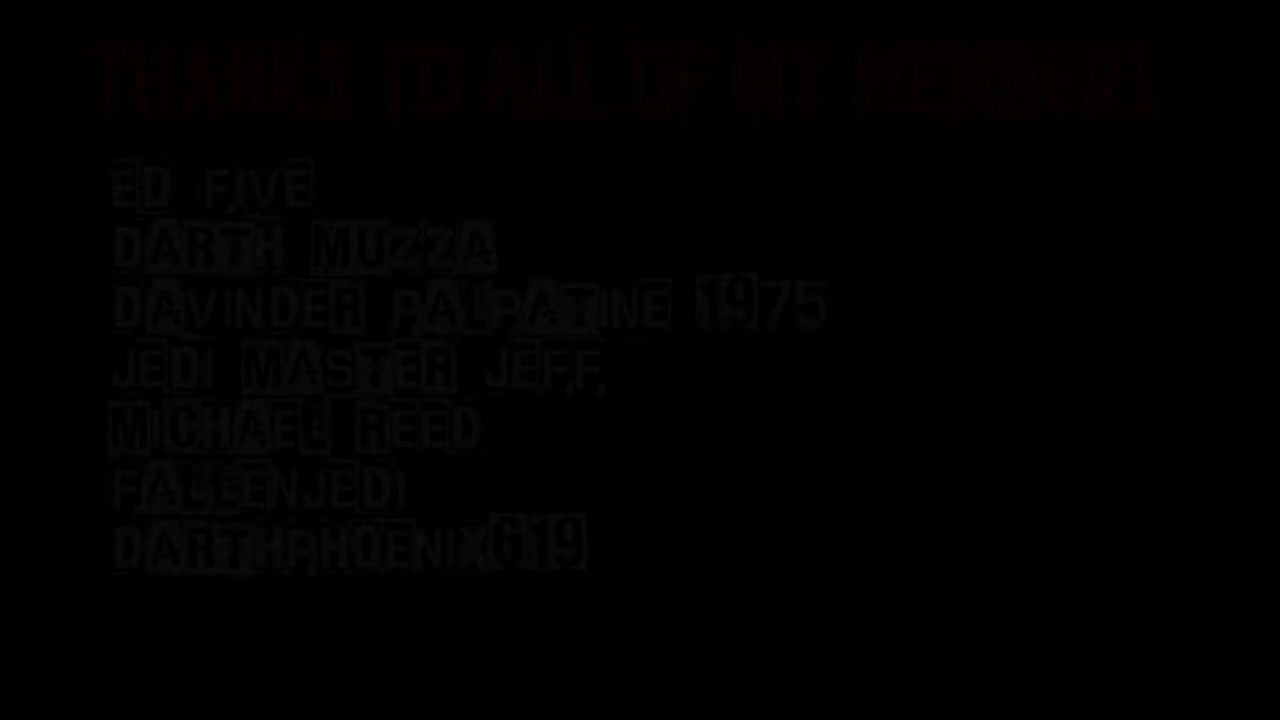 THANKS TO ALL OF MY MEMBERS
ED FIVE
DARTH MUZZA
DAVINDER PALPATINE 1975
JEDI MASTER JEFF,
MICHAEL REED
FALLENJEDI
DARTHPHOENIX619